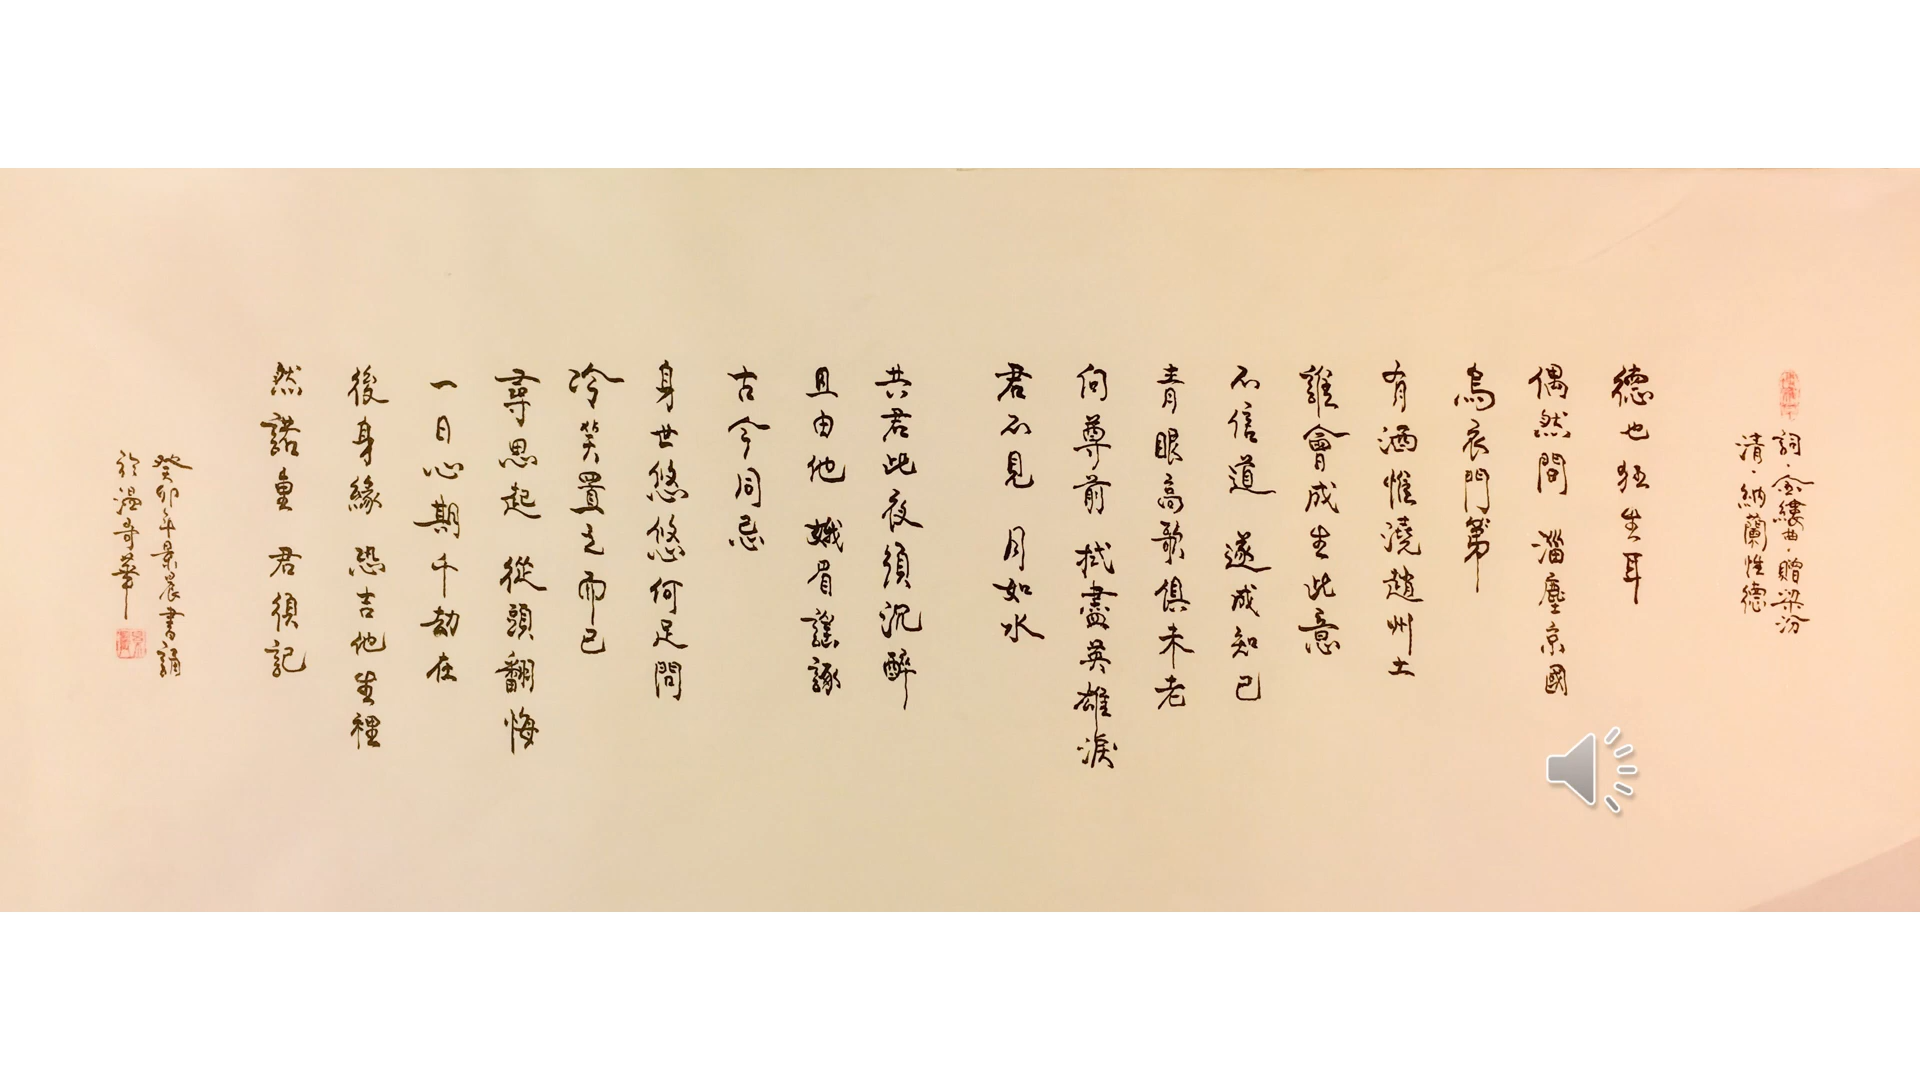 詞·金縷曲·贈梁汾
清·納蘭性德
德也狂生耳
偶然間 淄塵京國
烏衣門第
有酒惟澆趙州土
誰會成生此意
不信道 遂成知己
青眼高歌俱未老
向尊前 拭盡英雄淚
君不見 月如水
共君此夜須沉醉
且由他 娥眉謠諑
古今同忌
身世悠悠何足問
冷笑置之而已
尋思起 從頭翻悔
一日心期千劫在
後身緣 恐吉他生裡
然諾重 君須記
癸卯年景晨書誦
於溫哥華